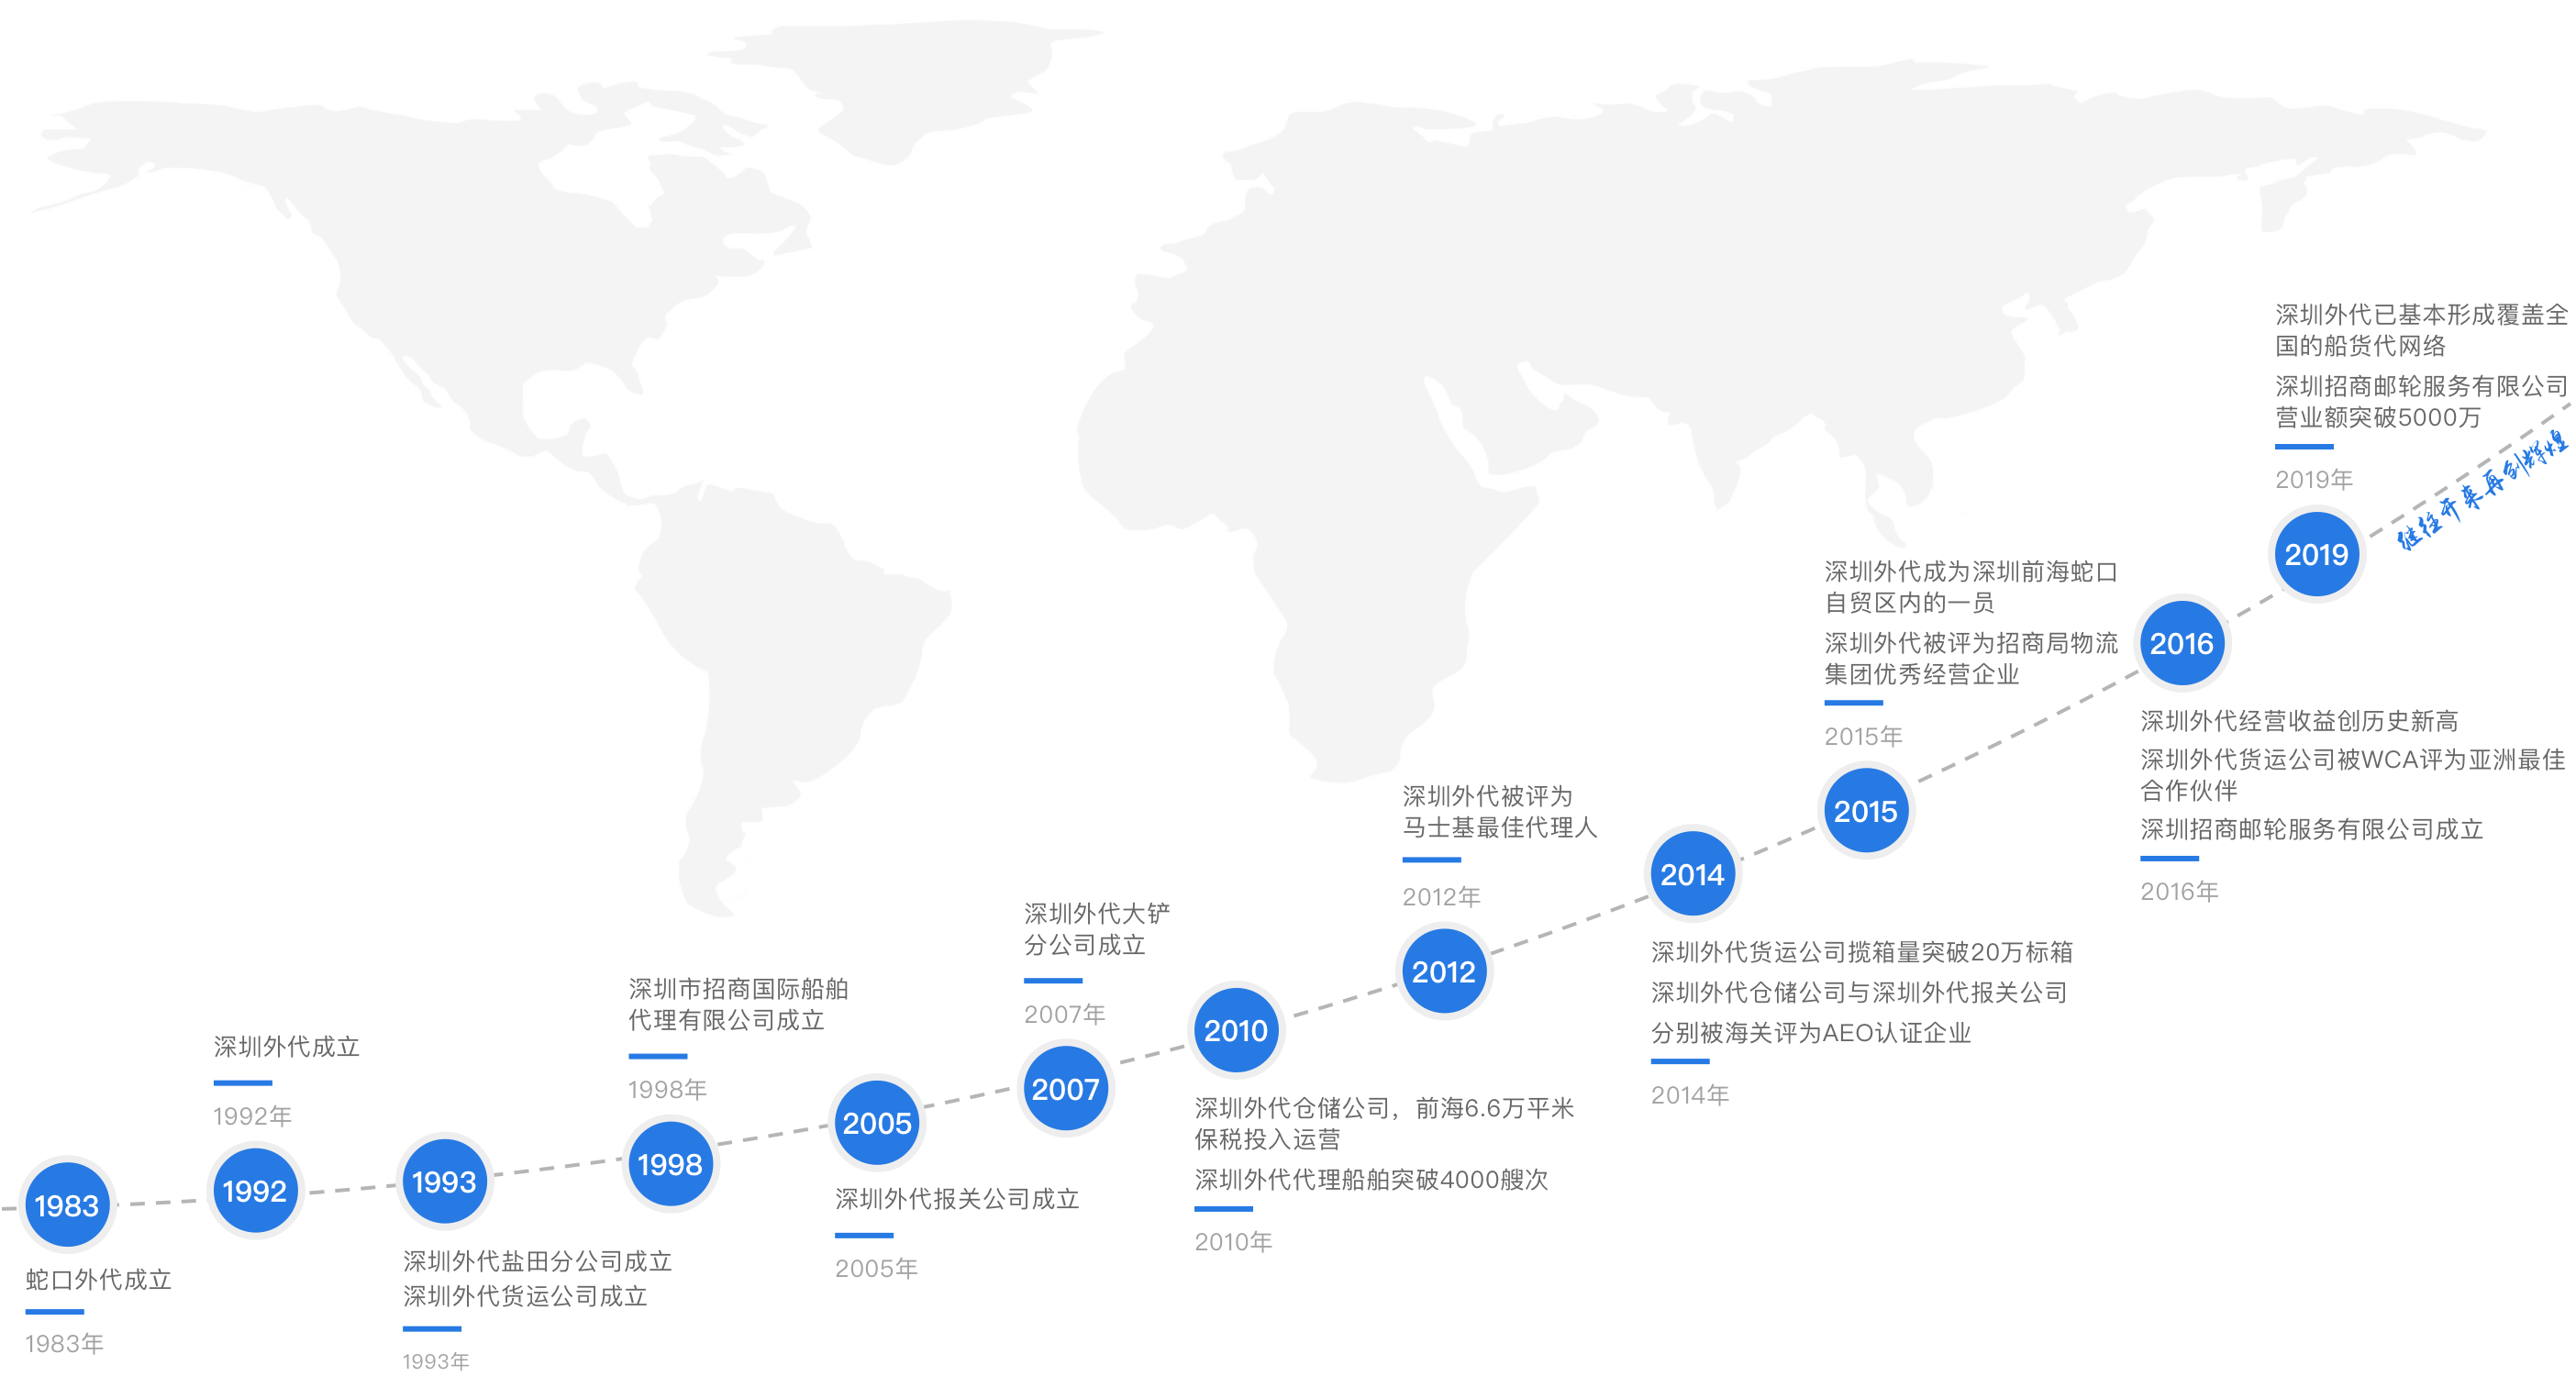 1983
蛇口外代成立
1983年
深圳外代成立
1992年
1992
1993
深圳外代盐田分公司成立
深圳外代货运公司成立
1993年
深圳市招商国际船舶
代理有限公司成立
1998年
1998
2005
深圳外代报关公司成立
2005年
深圳外代大铲
分公司成立
2007年
2007
2010
深圳外代仓储公司，前海6.6万平米
保税投入运营
深圳外代代理船舶突破4000艘次
2010年
深圳外代被评为
马士基最佳代理人
2012年
2012
2014
深圳外代货运公司揽箱量突破20万标箱
深圳外代仓储公司与深圳外代报关公司
分别被海关评为AEO认证企业
2014年
深圳外代成为深圳前海蛇口
自贸区内的一员
深圳外代被评为招商局物流
集团优秀经营企业
2015年
2015
2016
深圳外代经营收益创历史新高
深圳外代货运公司被WCA评为亚洲最佳
合作伙伴
深圳招商邮轮服务有限公司成立
2016年
深圳外代已基本形成覆盖全
国的船货代网络
深圳招商邮轮服务有限公司
营业额突破5000万
2019年
2019
继往开来再创辉煌